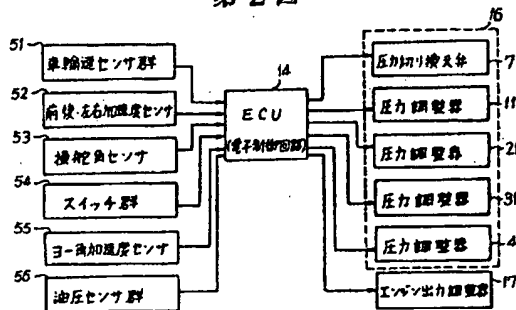 第2図
16
51
車輪速センサ群
52
前後・左右加速度センサ
53
操舵角センサ
54
スイッチ群
55
ヨー角加速度センサ
56
油圧センサ群
14
ECU
(電子制御回路)
圧力切り換え弁
7
圧力調整器
11
圧力調整器
21
圧力調整器
31
圧力調整器
4
エンジン出力調整器
17